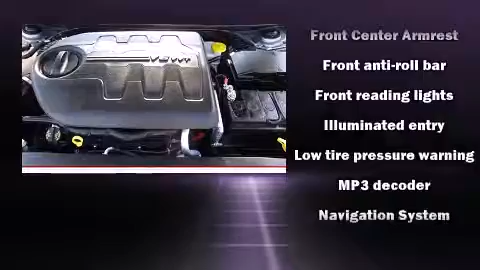 Front Center Armrest
Front anti-roll bar
Front reading lights
Illuminated entry
Low tire pressure warning
MP3 decoder
Navigation System